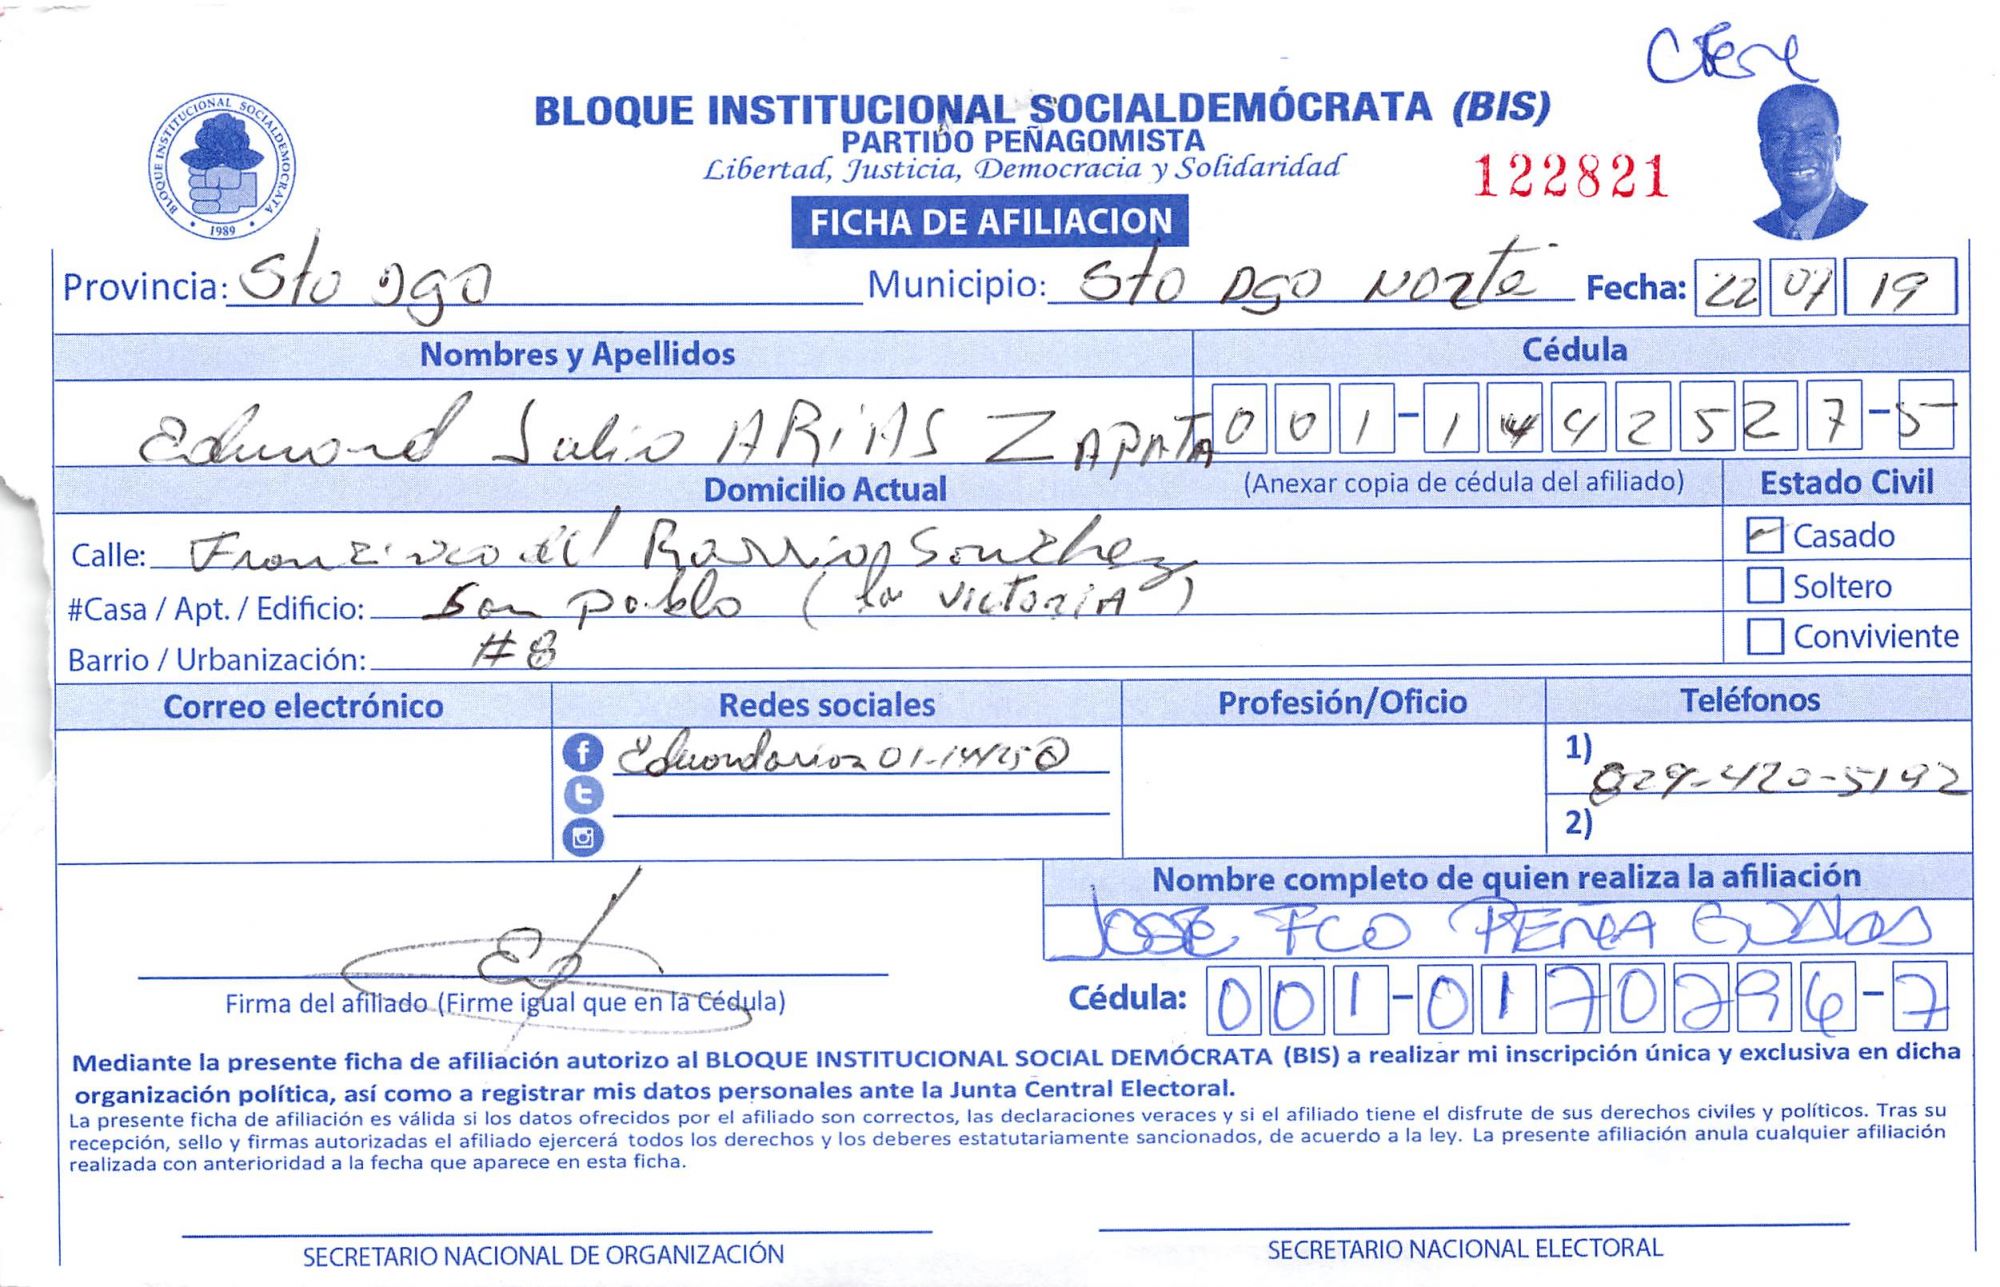 BLOQUE INSTITUCIONAL SOCIALDEMÓCRATA (BIS)
PARTIDO PEÑAGOMISTA
Libertad, Justicia, Democracia y Solidaridad
122821
BLOQUE INSTITUCIONAL SOCIALDEMOCRATA
1989
FICHA DE AFILIACION
Provincia: Sto Dgo Municipio: Sto Dgo Norte Fecha: 22 07 19
Nombres y Apellidos Cédula
Edmond Julio ARIAS ZAPATA 001-1442527-5
Domicilio Actual (Anexar copia de cédula del afiliado) Estado Civil
Calle: del Rosario Sanchez Casado
#Casa / Apt. / Edificio: San pablo (la victoria) Soltero
Barrio / Urbanización: #8 Conviviente
Correo electrónico Redes sociales Profesión/Oficio Teléfonos
1) 829-420-5192
2)
Nombre completo de quien realiza la afiliación
JOSE FCO PEÑA
Firma del afiliado (Firme igual que en la Cédula) Cédula: 001-0170296-7
Mediante la presente ficha de afiliación autorizo al BLOQUE INSTITUCIONAL SOCIAL DEMÓCRATA (BIS) a realizar mi inscripción única y exclusiva en dicha
organización política, así como a registrar mis datos personales ante la Junta Central Electoral.
La presente ficha de afiliación es válida si los datos ofrecidos por el afiliado son correctos, las declaraciones veraces y si el afiliado tiene el disfrute de sus derechos civiles y políticos. Tras su
recepción, sello y firmas autorizadas el afiliado ejercerá todos los derechos y los deberes estatutariamente sancionados, de acuerdo a la ley. La presente afiliación anula cualquier afiliación
realizada con anterioridad a la fecha que aparece en esta ficha.
SECRETARIO NACIONAL DE ORGANIZACIÓN SECRETARIO NACIONAL ELECTORAL